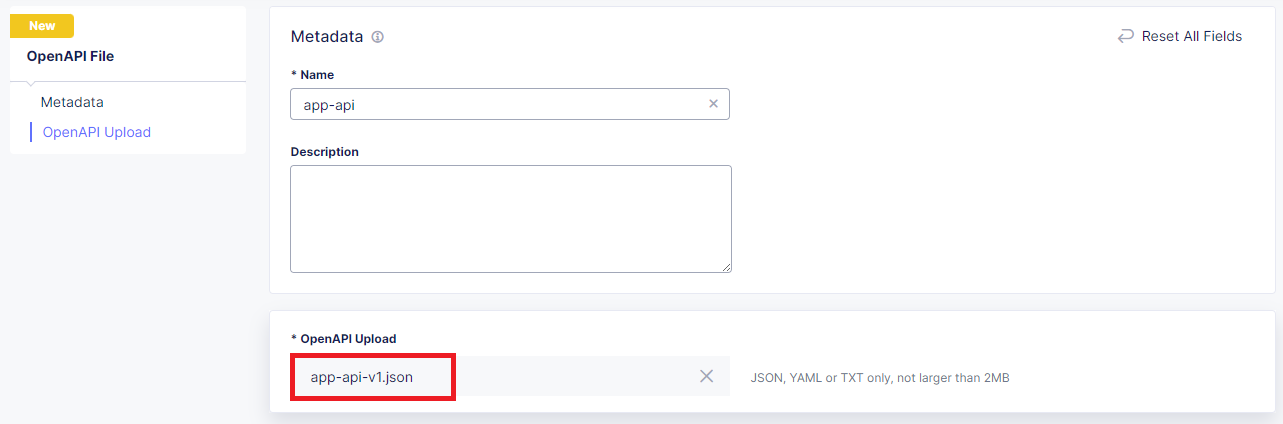 New
OpenAPI File
Metadata
OpenAPI Upload
Metadata
Reset All Fields
* Name
app-api
Description
* OpenAPI Upload
app-api-v1.json
JSON, YAML or TXT only, not larger than 2MB